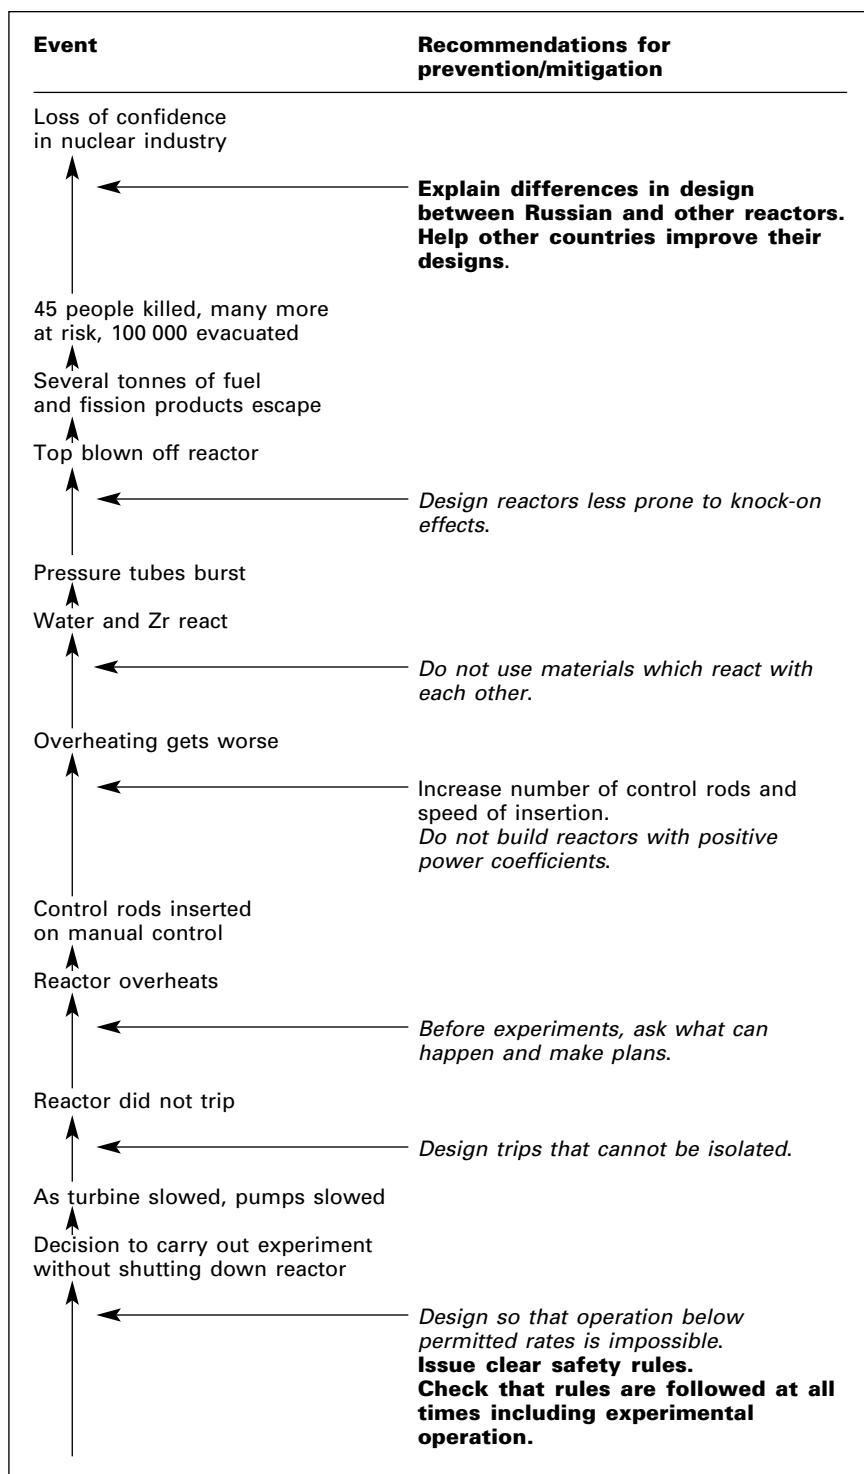 Event
Recommendations for
prevention/mitigation
Loss of confidence
in nuclear industry
Explain differences in design
between Russian and other reactors.
Help other countries improve their
designs.
45 people killed, many more
at risk, 100 000 evacuated
Several tonnes of fuel
and fission products escape
Top blown off reactor
Design reactors less prone to knock-on
effects.
Pressure tubes burst
Water and Zr react
Do not use materials which react with
each other.
Overheating gets worse
Increase number of control rods and
speed of insertion.
Do not build reactors with positive
power coefficients.
Control rods inserted
on manual control
Reactor overheats
Before experiments, ask what can
happen and make plans.
Reactor did not trip
Design trips that cannot be isolated.
As turbine slowed, pumps slowed
Decision to carry out experiment
without shutting down reactor
Design so that operation below
permitted rates is impossible.
Issue clear safety rules.
Check that rules are followed at all
times including experimental
operation.